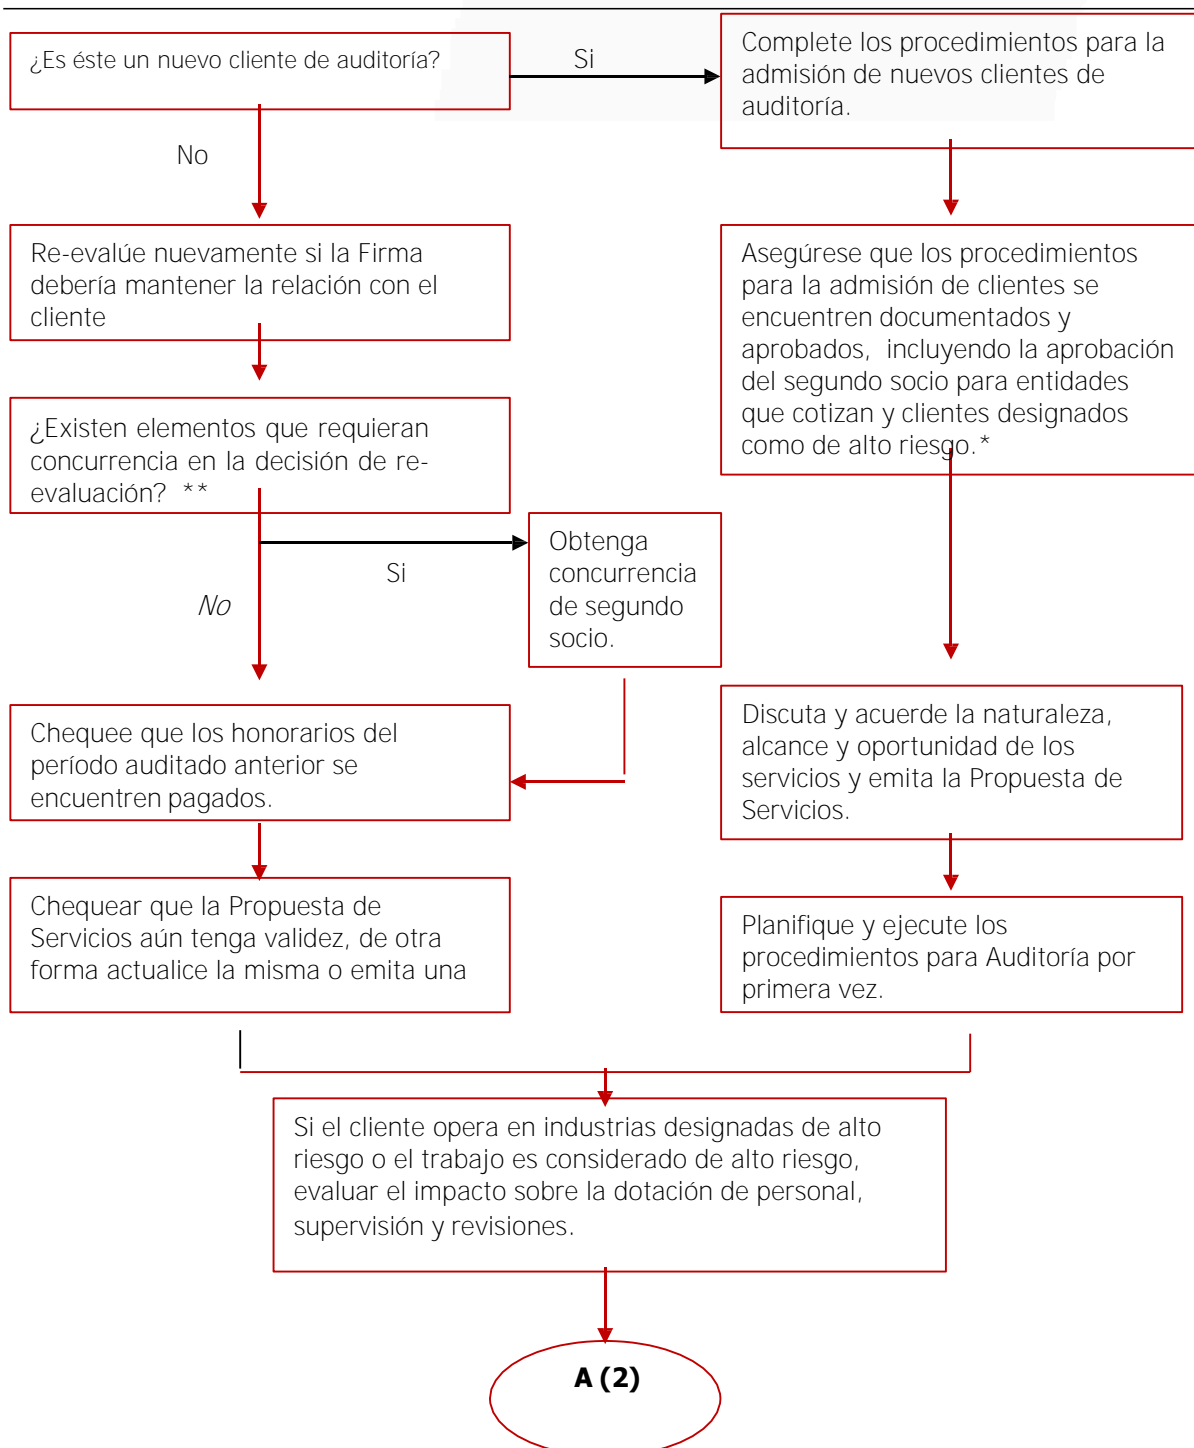 ¿Es éste un nuevo cliente de auditoría?
Si
Complete los procedimientos para la
admisión de nuevos clientes de
auditoría.
No
Re-evalúe nuevamente si la Firma
debería mantener la relación con el
cliente
Asegúrese que los procedimientos
para la admisión de clientes se
encuentren documentados y
aprobados, incluyendo la aprobación
del segundo socio para entidades
que cotizan y clientes designados
como de alto riesgo.*
¿Existen elementos que requieran
concurrencia en la decisión de re-
evaluación? **
Si
No
Obtenga
concurrencia
de segundo
socio.
Chequee que los honorarios del
período auditado anterior se
encuentren pagados.
Discuta y acuerde la naturaleza,
alcance y oportunidad de los
servicios y emita la Propuesta de
Servicios.
Chequear que la Propuesta de
Servicios aún tenga validez, de otra
forma actualice la misma o emita una
Planifique y ejecute los
procedimientos para Auditoría por
primera vez.
Si el cliente opera en industrias designadas de alto
riesgo o el trabajo es considerado de alto riesgo,
evaluar el impacto sobre la dotación de personal,
supervisión y revisiones.
A (2)